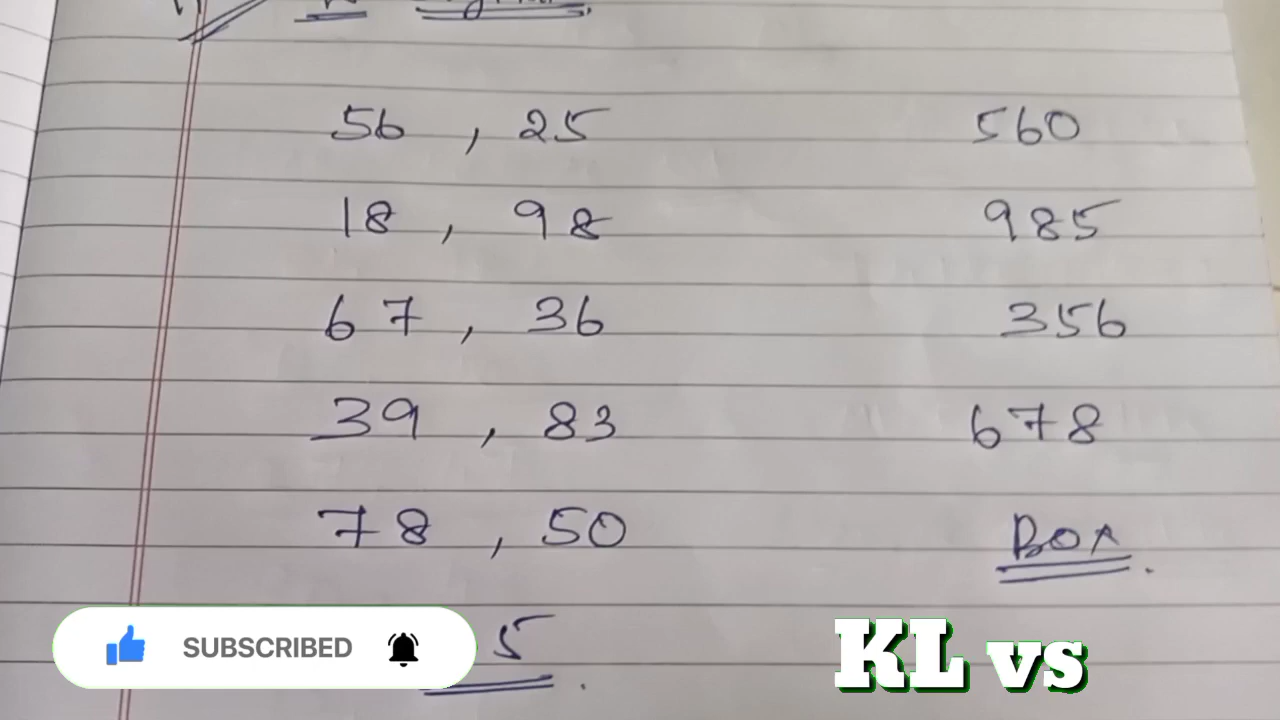 56 , 25 560
18 , 98 985
67 , 36 356
39 , 83 678
78 , 50 BOX.
SUBSCRIBED 5.
KL vs